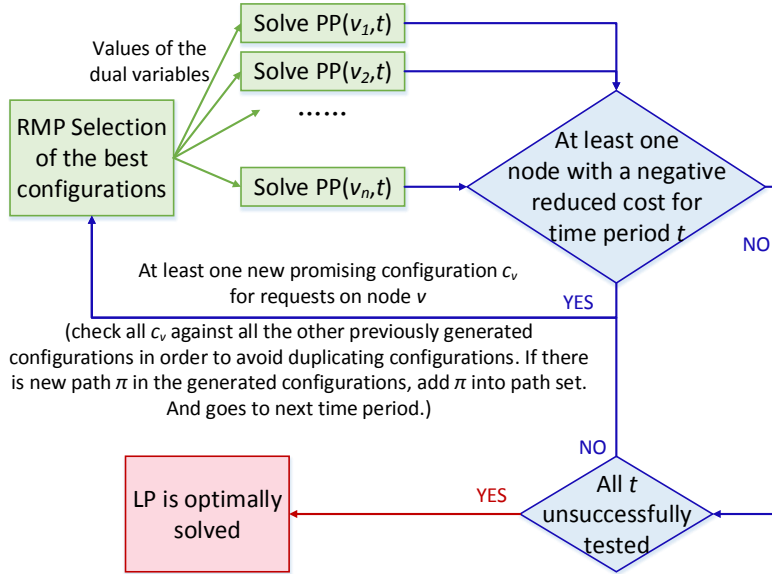 Values of the
dual variables
Solve PP(v₁,t)
Solve PP(v₂,t)
......
Solve PP(vₙ,t)
RMP Selection
of the best
configurations
At least one
node with a negative
reduced cost for
time period t
NO
YES
At least one new promising configuration cᵥ
for requests on node v
(check all cᵥ against all the other previously generated
configurations in order to avoid duplicating configurations. If there
is new path π in the generated configurations, add π into path set.
And goes to next time period.)
NO
All t
unsuccessfully
tested
YES
LP is optimally
solved